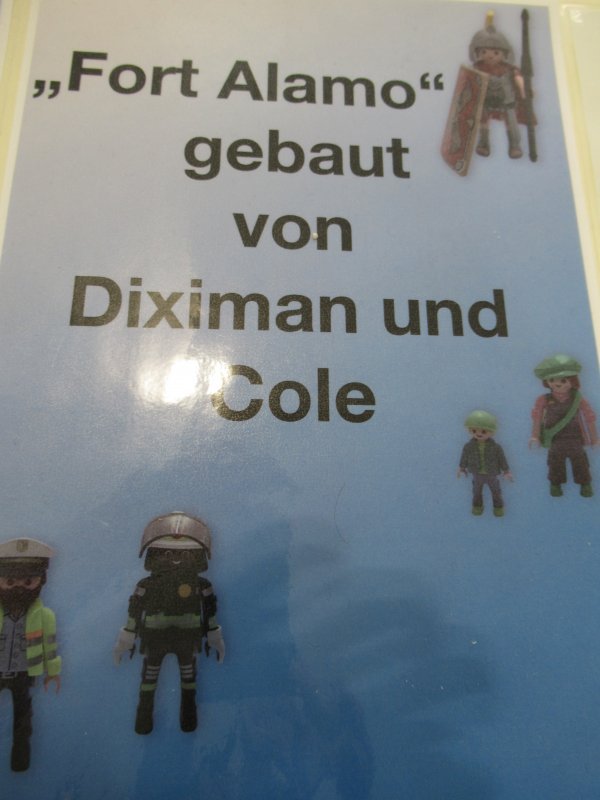 „Fort Alamo“
gebaut
von
Diximan und
Cole